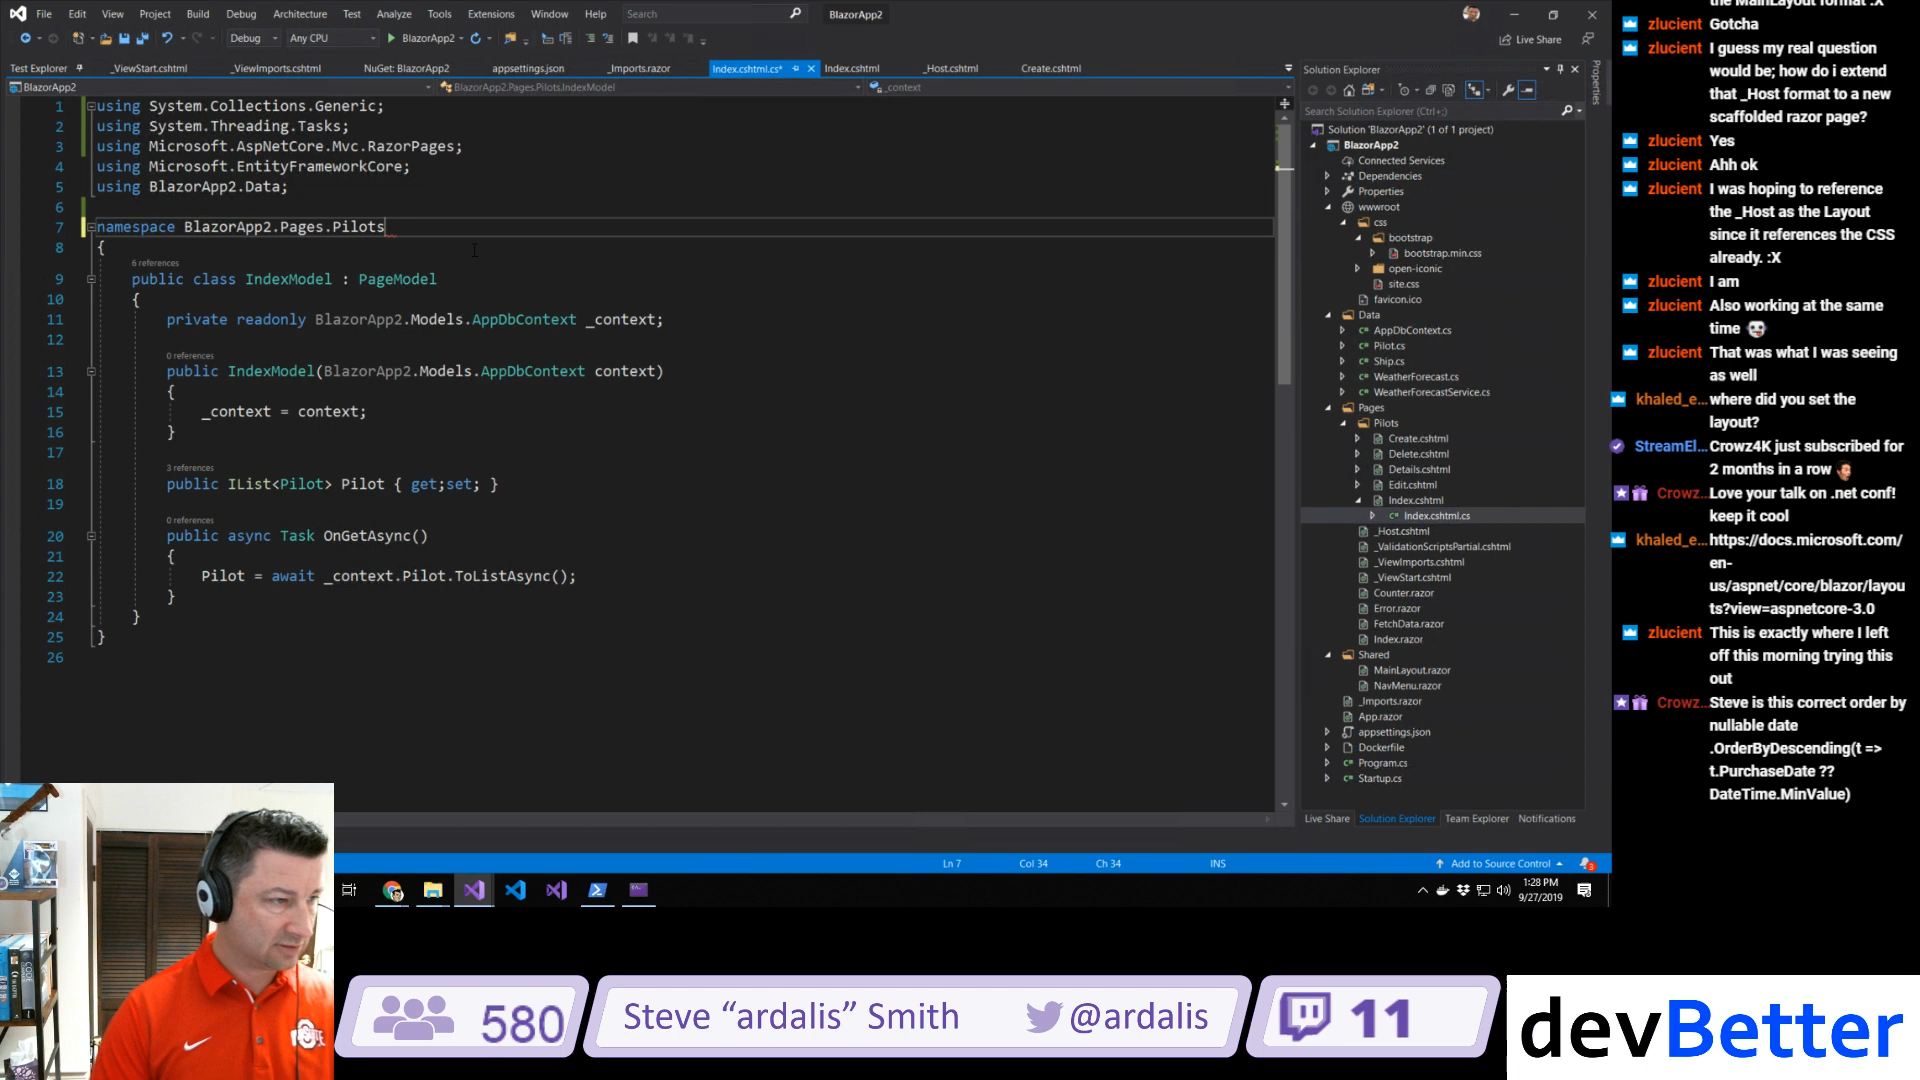 File Edit View Project Build Debug Architecture Test Analyze Tools Extensions Window Help Search BlazorApp2
Debug Any CPU BlazorApp2 Live Share
Test Explorer _ViewStart.cshtml _ViewImports.cshtml NuGet: BlazorApp2 appsettings.json _Imports.razor Index.cshtml.cs* Index.cshtml _Host.cshtml Create.cshtml
BlazorApp2 BlazorApp2.Pages.Pilots.IndexModel _context
1 using System.Collections.Generic;
2 using System.Threading.Tasks;
3 using Microsoft.AspNetCore.Mvc.RazorPages;
4 using Microsoft.EntityFrameworkCore;
5 using BlazorApp2.Data;
6
7 namespace BlazorApp2.Pages.Pilots
8 {
6 references
9 public class IndexModel : PageModel
10 {
11 private readonly BlazorApp2.Models.AppDbContext _context;
12
0 references
13 public IndexModel(BlazorApp2.Models.AppDbContext context)
14 {
15 _context = context;
16 }
17
3 references
18 public IList<Pilot> Pilot { get;set; }
19
0 references
20 public async Task OnGetAsync()
21 {
22 Pilot = await _context.Pilot.ToListAsync();
23 }
24 }
25 }
26
Solution Explorer
Properties
Search Solution Explorer (Ctrl+;)
Solution 'BlazorApp2' (1 of 1 project)
BlazorApp2
Connected Services
Dependencies
Properties
wwwroot
css
bootstrap
bootstrap.min.css
open-iconic
site.css
favicon.ico
Data
AppDbContext.cs
Pilot.cs
Ship.cs
WeatherForecast.cs
WeatherForecastService.cs
Pages
Pilots
Create.cshtml
Delete.cshtml
Details.cshtml
Edit.cshtml
Index.cshtml
Index.cshtml.cs
_Host.cshtml
_ValidationScriptsPartial.cshtml
_ViewImports.cshtml
_ViewStart.cshtml
Counter.razor
Error.razor
FetchData.razor
Index.razor
Shared
MainLayout.razor
NavMenu.razor
_Imports.razor
App.razor
appsettings.json
Dockerfile
Program.cs
Startup.cs
Live Share Solution Explorer Team Explorer Notifications
Ln 7 Col 34 Ch 34 INS Add to Source Control 3
1:28 PM
9/27/2019
the MainLayout format :X
zlucient Gotcha
zlucient I guess my real question
would be; how do i extend
that _Host format to a new
scaffolded razor page?
zlucient Yes
zlucient Ahh ok
zlucient I was hoping to reference
the _Host as the Layout
since it references the CSS
already. :X
zlucient I am
zlucient Also working at the same
time
zlucient That was what I was seeing
as well
khaled_e... where did you set the
layout?
StreamEl... Crowz4K just subscribed for
2 months in a row
Crowz... Love your talk on .net conf!
keep it cool
khaled_e... https://docs.microsoft.com/
en-
us/aspnet/core/blazor/layou
ts?view=aspnetcore-3.0
zlucient This is exactly where I left
off this morning trying this
out
Crowz... Steve is this correct order by
nullable date
.OrderByDescending(t =>
t.PurchaseDate ??
DateTime.MinValue)
580
Steve “ardalis” Smith @ardalis
11
devBetter